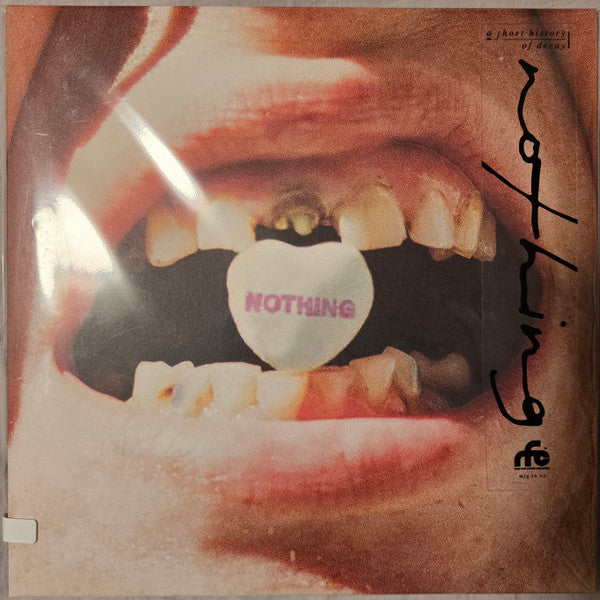 a short history
of decay
nothing
NOTHING
rfc